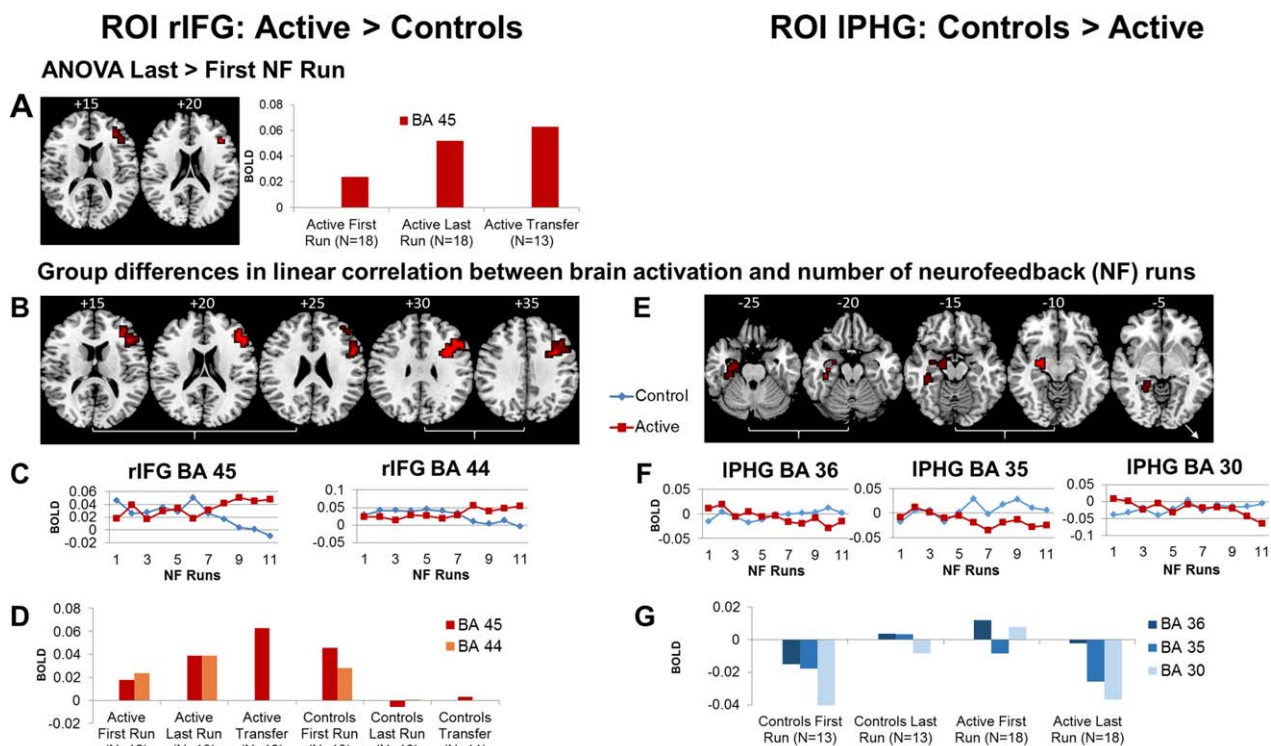 ROI rIFG: Active > Controls
ROI lPHG: Controls > Active
ANOVA Last > First NF Run
A
+15 +20
0.08
0.06
0.04
0.02
0
BOLD
BA 45
Active First Run (N=18)
Active Last Run (N=18)
Active Transfer (N=13)
Group differences in linear correlation between brain activation and number of neurofeedback (NF) runs
B
+15 +20 +25 +30 +35
Control
Active
E
-25 -20 -15 -10 -5
C
rIFG BA 45
0.06
0.04
0.02
0
-0.02
BOLD
1 3 5 7 9 11
NF Runs
rIFG BA 44
0.1
0.05
0
-0.05
1 3 5 7 9 11
NF Runs
F
lPHG BA 36
0.05
0
-0.05
BOLD
1 3 5 7 9 11
NF Runs
lPHG BA 35
0.05
0
-0.05
1 3 5 7 9 11
NF Runs
lPHG BA 30
0.05
0
-0.05
-0.1
1 3 5 7 9 11
NF Runs
D
0.08
0.06
0.04
0.02
0
-0.02
BOLD
BA 45
BA 44
Active First Run
Active Last Run
Active Transfer
Controls First Run
Controls Last Run
Controls Transfer
G
0.02
0
-0.02
-0.04
BOLD
BA 36
BA 35
BA 30
Controls First Run (N=13)
Controls Last Run (N=13)
Active First Run (N=18)
Active Last Run (N=18)